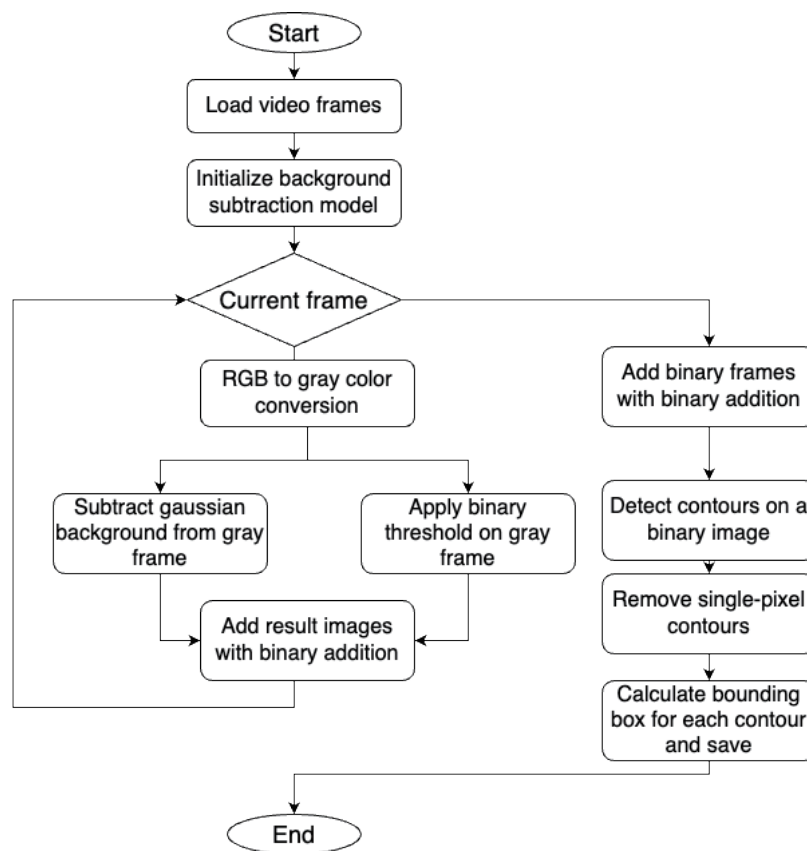 Start
Load video frames
Initialize background
subtraction model
Current frame
RGB to gray color
conversion
Subtract gaussian
background from gray
frame
Apply binary
threshold on gray
frame
Add result images
with binary addition
Add binary frames
with binary addition
Detect contours on a
binary image
Remove single-pixel
contours
Calculate bounding
box for each contour
and save
End